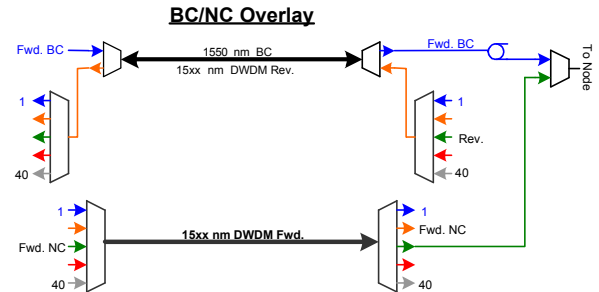 BC/NC Overlay
Fwd. BC
1550 nm BC
15xx nm DWDM Rev.
Fwd. BC
To Node
1
40
1
Rev.
40
1
Fwd. NC
40
15xx nm DWDM Fwd.
1
Fwd. NC
40